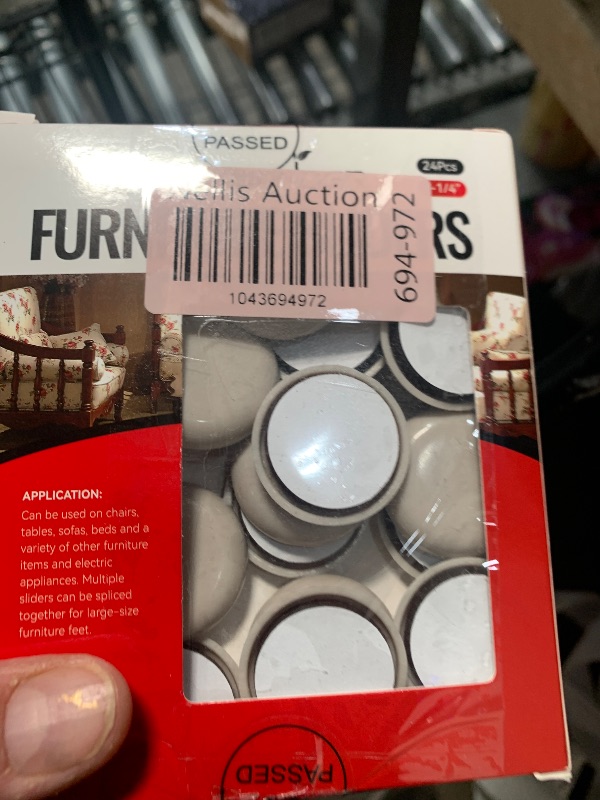 PASSED
24Pcs
-1/4"
Nellis Auction
694-972
FURN
RS
1043694972
APPLICATION:
Can be used on chairs,
tables, sofas, beds and a
variety of other furniture
items and electric
appliances. Multiple
sliders can be spliced
together for large-size
furniture feet.
PASSED